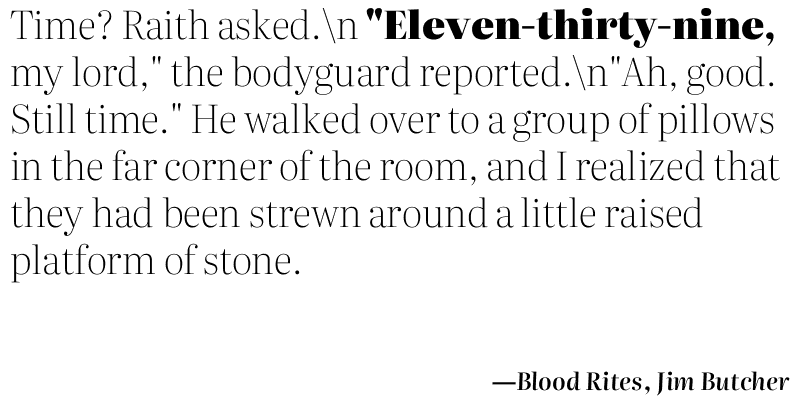 Time? Raith asked.\n "Eleven-thirty-nine,
my lord," the bodyguard reported.\n"Ah, good.
Still time." He walked over to a group of pillows
in the far corner of the room, and I realized that
they had been strewn around a little raised
platform of stone.
—Blood Rites, Jim Butcher